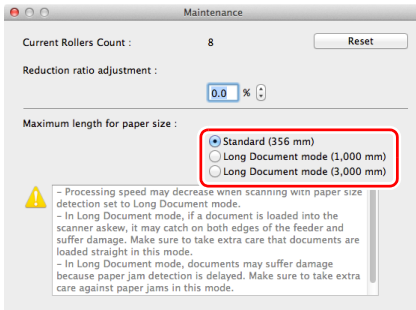 Maintenance
Current Rollers Count : 8 Reset
Reduction ratio adjustment :
0.0 %
Maximum length for paper size :
Standard (356 mm)
Long Document mode (1,000 mm)
Long Document mode (3,000 mm)
– Processing speed may decrease when scanning with paper size
detection set to Long Document mode.
– In Long Document mode, if a document is loaded into the
scanner askew, it may catch on both edges of the feeder and
suffer damage. Make sure to take extra care that documents are
loaded straight in this mode.
– In Long Document mode, documents may suffer damage
because paper jam detection is delayed. Make sure to take extra
care against paper jams in this mode.